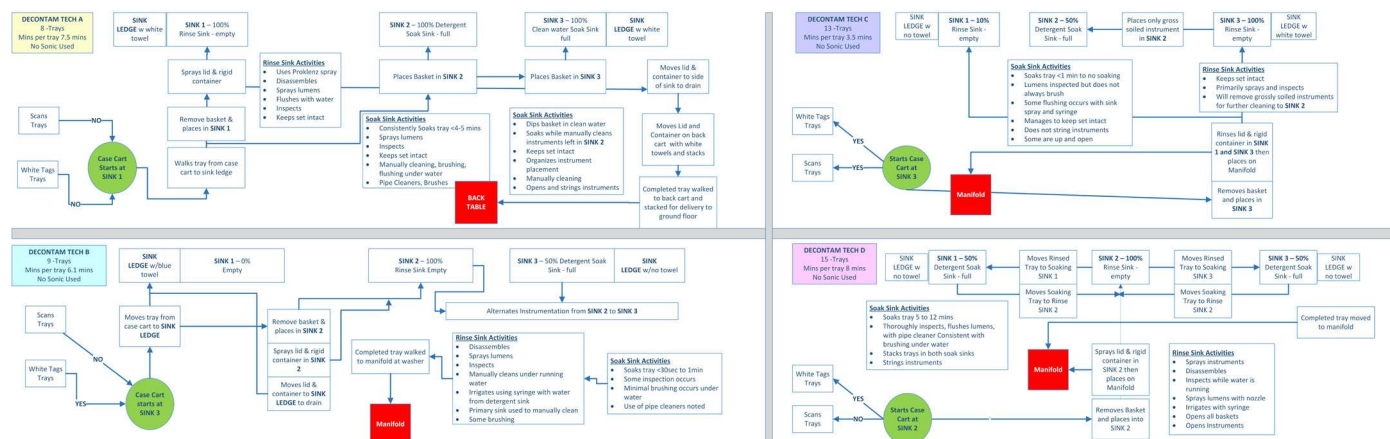 DECONTAM TECH A
8 -Trays
Mins per tray 7.5 mins
No Sonic Used
SINK
LEDGE w white
towel
SINK 1 – 100%
Rinse Sink - empty
SINK 2 – 100% Detergent
Soak Sink - full
SINK 3 – 100%
Clean water Soak Sink
full
SINK
LEDGE w white
towel
Sprays lid & rigid
container
Rinse Sink Activities
• Uses Proklenz spray
• Disassembles
• Sprays lumens
• Flushes with water
• Inspects
• Keeps set intact
Places Basket in SINK 2
Places Basket in SINK 3
Moves lid &
container to side
of sink to drain
Scans
Trays
NO
Remove basket &
places in SINK 1
Soak Sink Activities
• Consistently Soaks tray <4-5 mins
• Sprays lumens
• Inspects
• Keeps set intact
• Manually cleaning, brushing,
flushing under water
• Pipe Cleaners, Brushes
Soak Sink Activities
• Dips basket in clean water
• Soaks while manually cleans
instruments left in SINK 2
• Keeps set intact
• Organizes instrument
placement
• Manually cleaning
• Opens and strings instruments
Moves Lid and
Container on back
cart with white
towels and stacks
Case Cart
Starts at
SINK 1
Walks tray from case
cart to sink ledge
White Tags
Trays
NO
BACK
TABLE
Completed tray walked
to back cart and
stacked for delivery to
ground floor
DECONTAM TECH C
13 -Trays
Mins per tray 3.5 mins
No Sonic Used
SINK
LEDGE w
no towel
SINK 1 – 10%
Rinse Sink -
empty
SINK 2 – 50%
Detergent Soak
Sink - full
Places only gross
soiled instrument
in SINK 2
SINK 3 – 100%
Rinse Sink -
empty
SINK
LEDGE w
white towel
Soak Sink Activities
• Soaks tray <1 min to no soaking
• Lumens inspected but does not
always brush
• Some flushing occurs with sink
spray and syringe
• Manages to keep set intact
• Does not string instruments
• Some are up and open
Rinse Sink Activities
• Keeps set intact
• Primarily sprays and inspects
• Will remove grossly soiled instruments
for further cleaning to SINK 2
White Tags
Trays
YES
Scans
Trays
YES
Starts Case
Cart at
SINK 3
Manifold
Rinses lid & rigid
container in SINK
1 and SINK 3 then
places on
Manifold
Removes basket
and places in
SINK 3
DECONTAM TECH B
9 -Trays
Mins per tray 6.1 mins
No Sonic Used
SINK
LEDGE w/blue
towel
SINK 1 – 0%
Empty
SINK 2 – 100%
Rinse Sink Empty
SINK 3 – 50% Detergent Soak
Sink - full
SINK
LEDGE w/no towel
Scans
Trays
NO
Moves tray from
case cart to SINK
LEDGE
Remove basket &
places in SINK 2
Alternates Instrumentation from SINK 2 to SINK 3
Sprays lid & rigid
container in SINK
2
Completed tray walked
to manifold at washer
Rinse Sink Activities
• Disassembles
• Sprays lumens
• Inspects
• Manually cleans under running
water
• Irrigates using syringe with water
from detergent sink
• Primary sink used to manually clean
• Some brushing
Soak Sink Activities
• Soaks tray <30sec to 1min
• Some inspection occurs
• Minimal brushing occurs under
water
• Use of pipe cleaners noted
White Tags
Trays
YES
Case Cart
starts at
SINK 3
Moves lid &
container to SINK
LEDGE to drain
Manifold
DECONTAM TECH D
15 -Trays
Mins per tray 8 mins
No Sonic Used
SINK
LEDGE w
no towel
SINK 1 – 50%
Detergent Soak
Sink - full
Moves Rinsed
Tray to Soaking
SINK 1
SINK 2 – 100%
Rinse Sink -
empty
Moves Rinsed
Tray to Soaking
SINK 3
SINK 3 – 50%
Detergent Soak
Sink - full
SINK
LEDGE w
no towel
Moves Soaking
Tray to Rinse
SINK 2
Moves Soaking
Tray to Rinse
SINK 2
Soak Sink Activities
• Soaks tray 5 to 12 mins
• Thoroughly inspects, flushes lumens,
with pipe cleaner Consistent with
brushing under water
• Stacks trays in both soak sinks
• Strings instruments
Completed tray moved
to manifold
Manifold
Sprays lid & rigid
container in
SINK 2 then
places on
Manifold
Rinse Sink Activities
• Sprays instruments
• Disassembles
• Inspects while water is
running
• Sprays lumens with nozzle
• Irrigates with syringe
• Opens all baskets
• Opens Instruments
White Tags
Trays
YES
Scans
Trays
NO
Starts Case
Cart at
SINK 2
Removes Basket
and places into
SINK 2